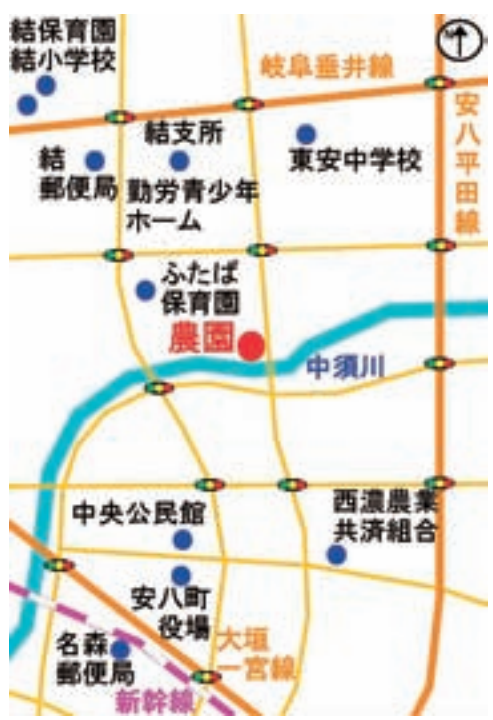 結保育園
結小学校
岐阜垂井線
安八平田線
結支所
東安中学校
結
郵便局
勤労青少年
ホーム
ふたば
保育園
農園
中須川
西濃農業
共済組合
中央公民館
安八町
役場
大垣
一宮線
名森
郵便局
新幹線